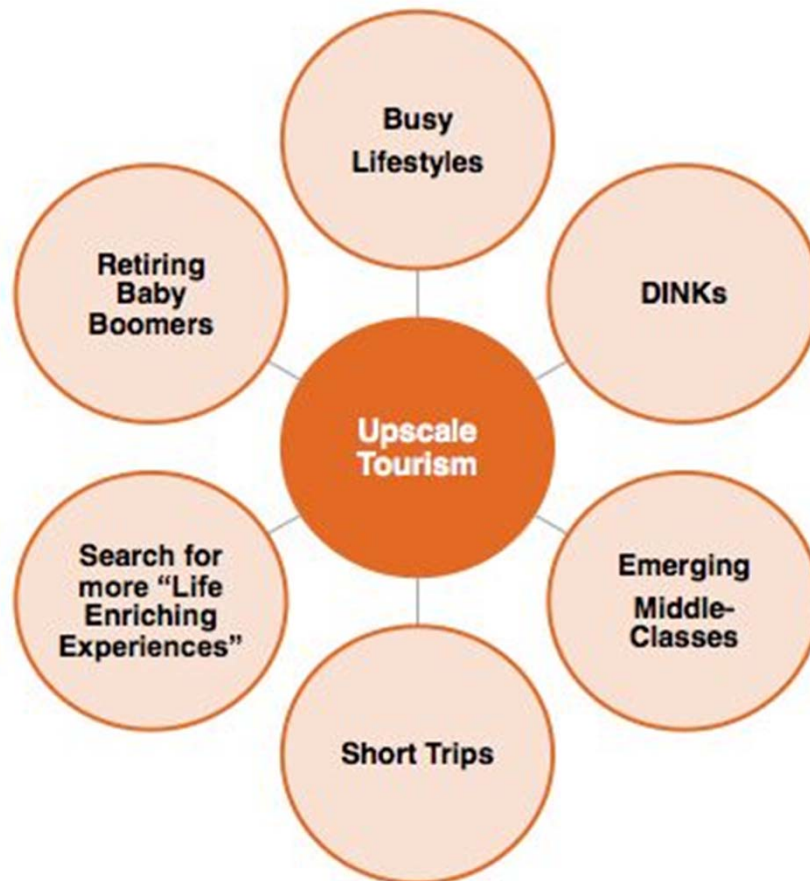 Busy
Lifestyles
DINKs
Emerging
Middle-
Classes
Short Trips
Search for
more “Life
Enriching
Experiences”
Retiring
Baby
Boomers
Upscale
Tourism